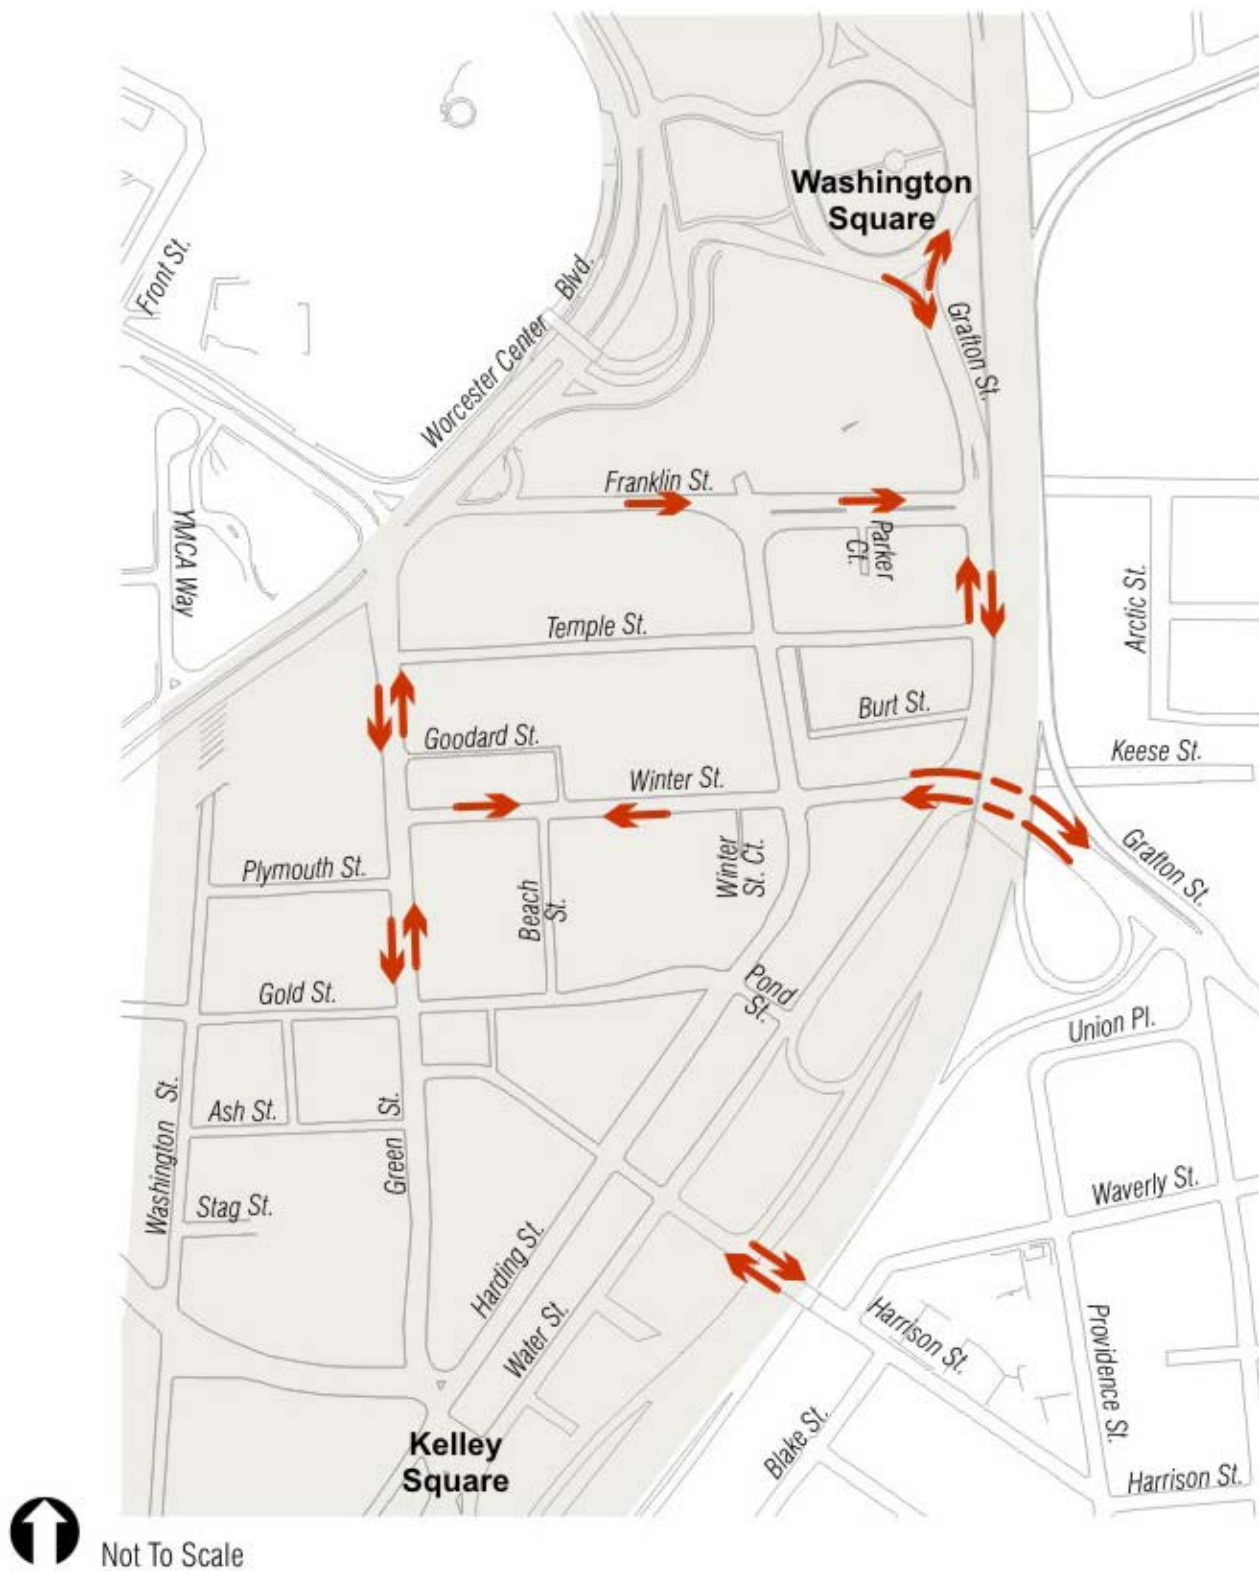 Washington
Square
Front St.
Blvd.
Worcester Center
Grafton St.
Franklin St.
YMCA Way
Parker
Ct.
Arctic St.
Temple St.
Burt St.
Goodard St.
Keese St.
Winter St.
Grafton St.
Plymouth St.
Winter
St. Ct.
Beach
St.
Gold St.
Pond
St.
Union Pl.
Washington St.
Ash St.
Green St.
Stag St.
Waverly St.
Harding St.
Water St.
Harrison St.
Providence St.
Blake St.
Kelley
Square
Harrison St.
Not To Scale